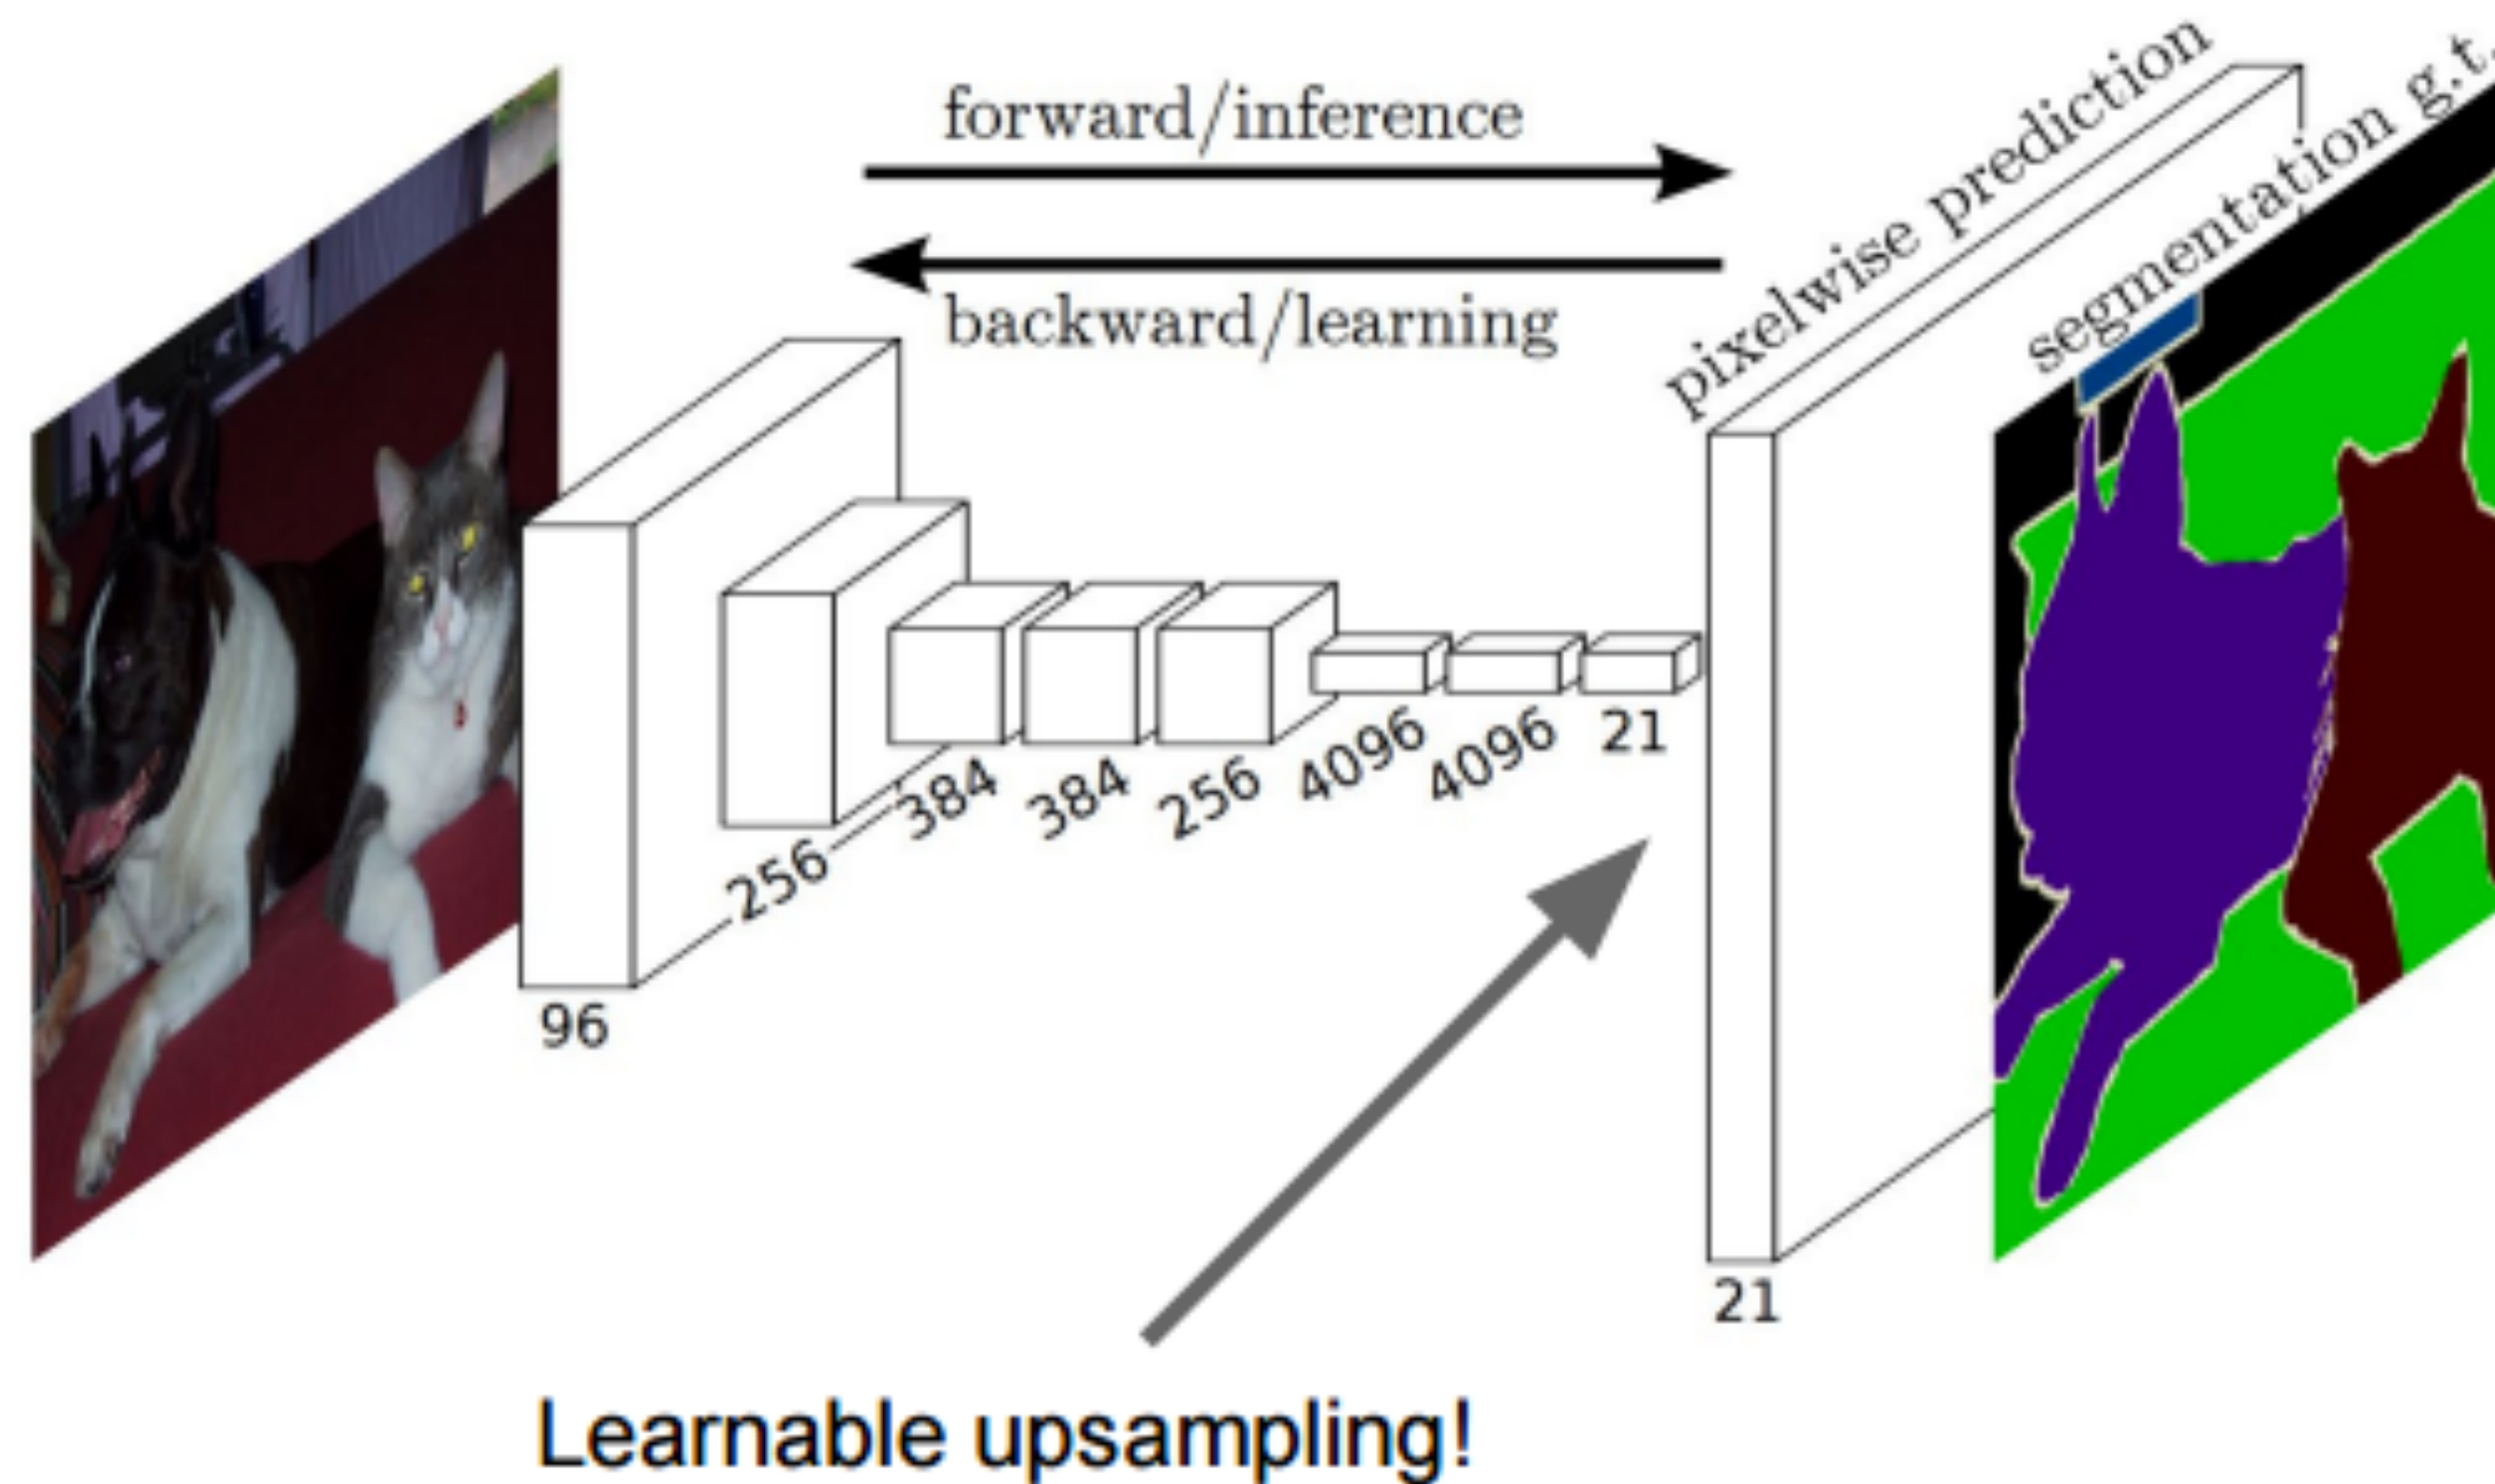 forward/inference
backward/learning
pixelwise prediction
segmentation g.t.
96
256
384
384
256
4096
4096
21
21
Learnable upsampling!